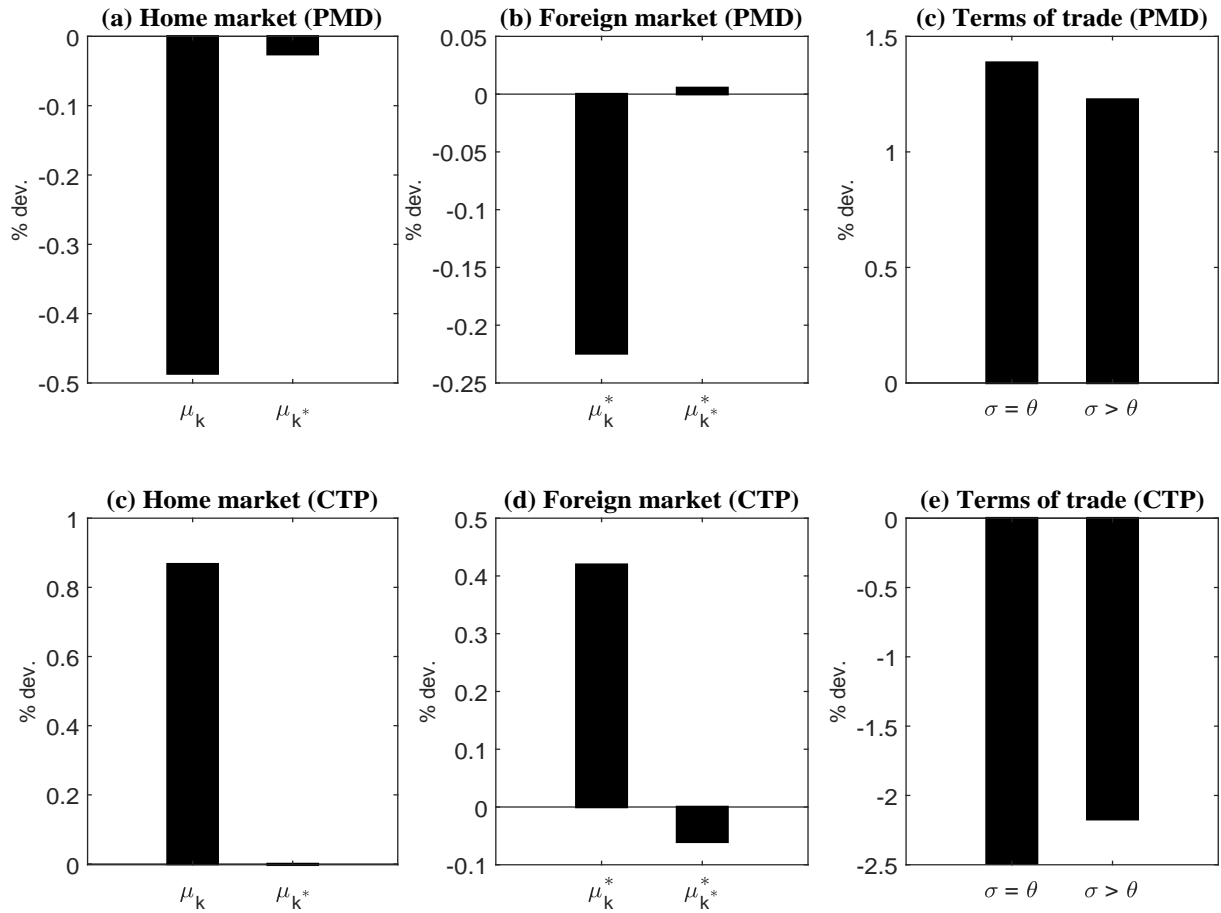 (a) Home market (PMD)
% dev.
0
-0.1
-0.2
-0.3
-0.4
-0.5
μk
μk*
(b) Foreign market (PMD)
% dev.
0.05
0
-0.05
-0.1
-0.15
-0.2
-0.25
μ*k
μ*k*
(c) Terms of trade (PMD)
% dev.
1.5
1
0.5
0
σ = θ
σ > θ
(c) Home market (CTP)
% dev.
1
0.8
0.6
0.4
0.2
0
μk
μk*
(d) Foreign market (CTP)
% dev.
0.5
0.4
0.3
0.2
0.1
0
-0.1
μ*k
μ*k*
(e) Terms of trade (CTP)
% dev.
0
-0.5
-1
-1.5
-2
-2.5
σ = θ
σ > θ